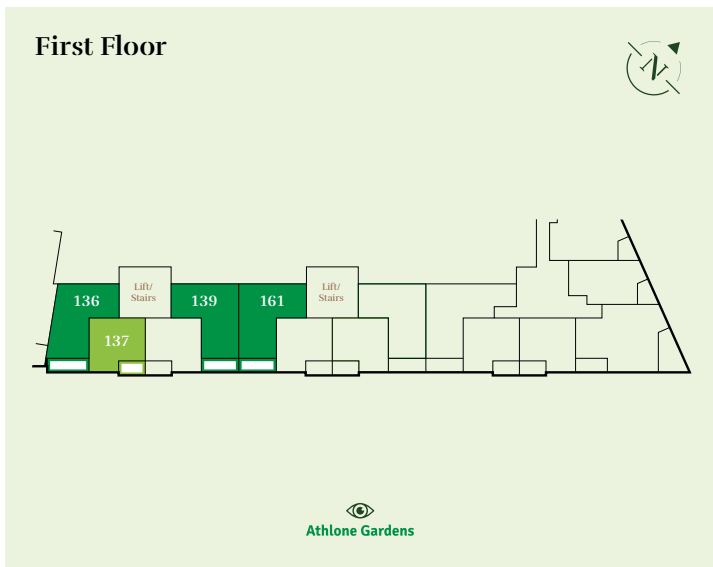 First Floor
N
136
Lift/
Stairs
139
161
Lift/
Stairs
137
Athlone Gardens